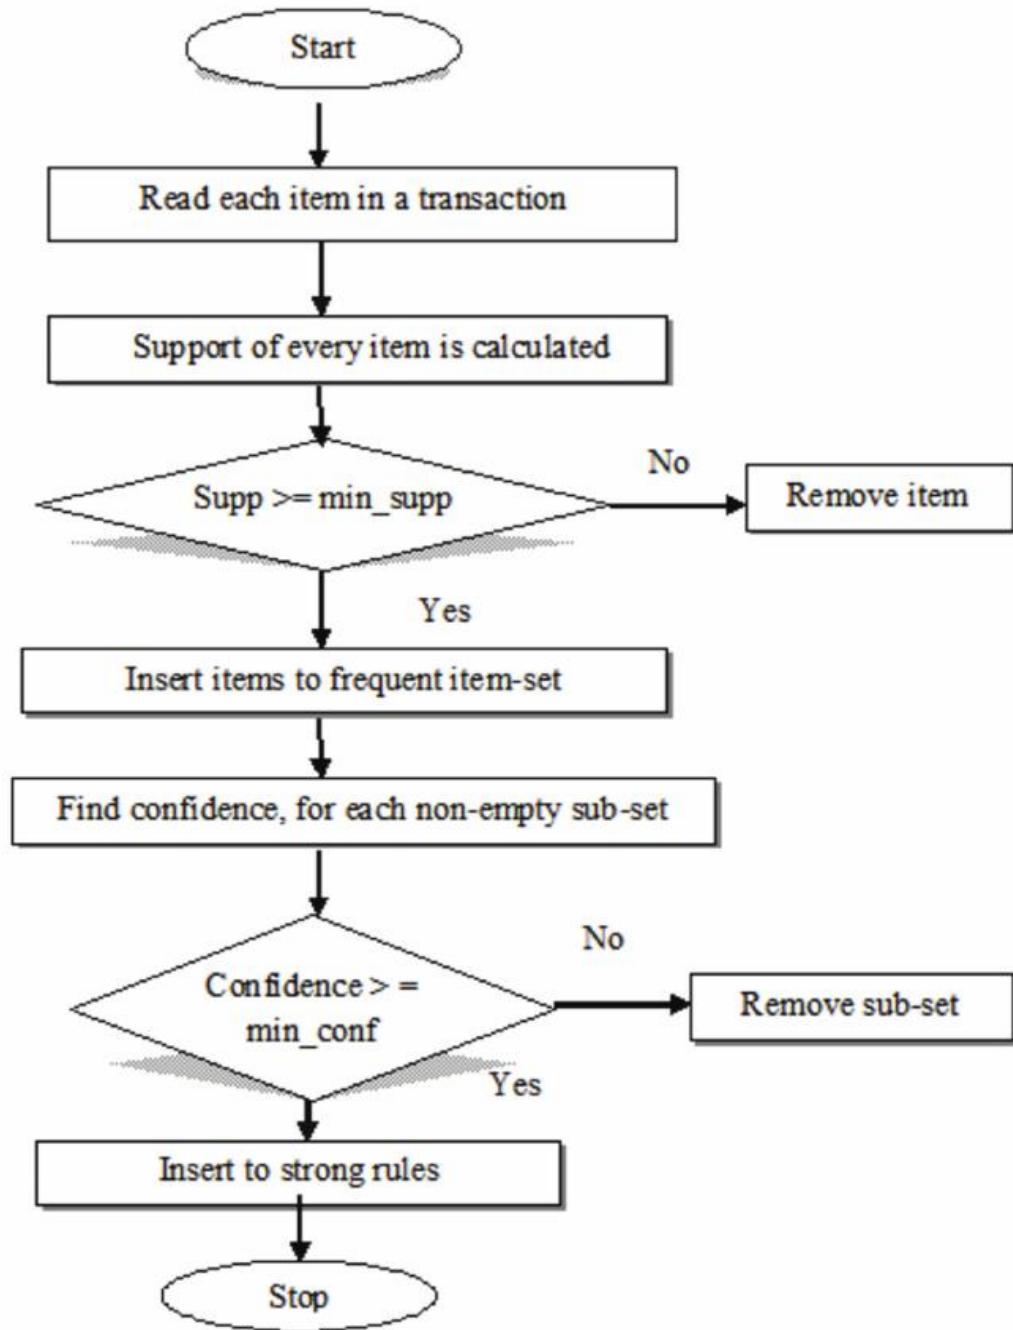 Start
Read each item in a transaction
Support of every item is calculated
Supp >= min_supp
No
Remove item
Yes
Insert items to frequent item-set
Find confidence, for each non-empty sub-set
Confidence > =
min_conf
No
Remove sub-set
Yes
Insert to strong rules
Stop